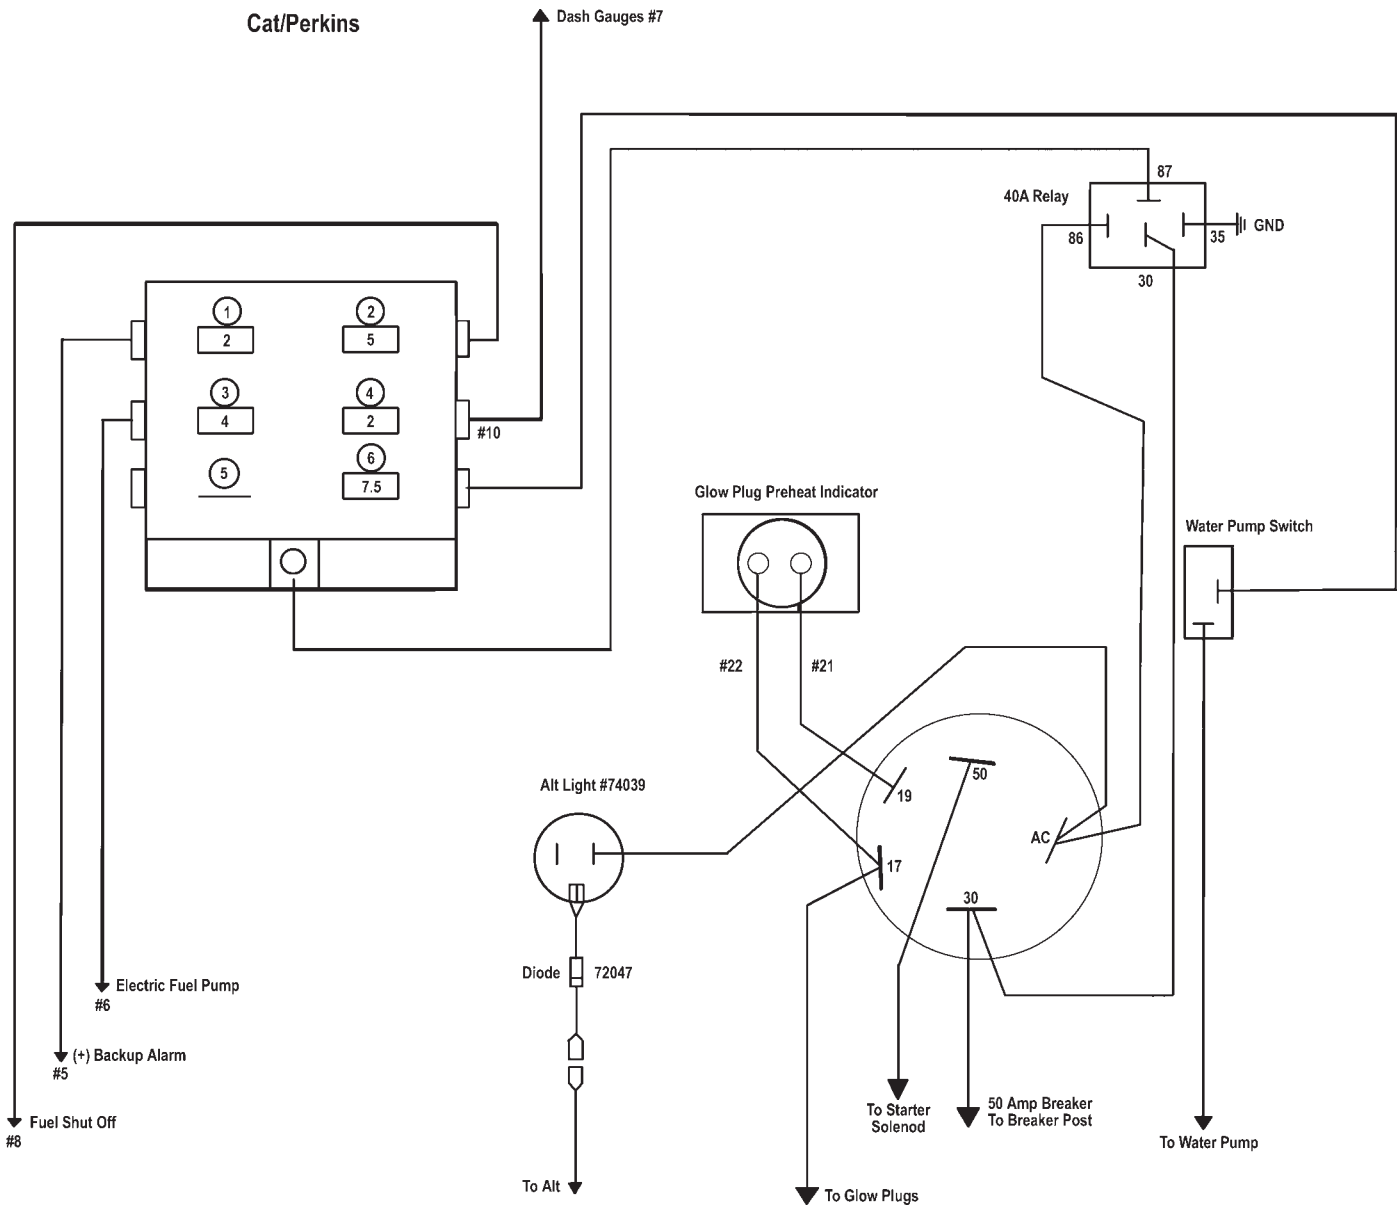 Cat/Perkins
Dash Gauges #7
87
40A Relay
86
35
GND
30
1
2
2
5
3
4
4
2
#10
5
6
7.5
Glow Plug Preheat Indicator
Water Pump Switch
#22
#21
Alt Light #74039
50
19
AC
17
30
Diode
72047
Electric Fuel Pump
#6
(+) Backup Alarm
#5
Fuel Shut Off
#8
To Starter
Solenod
50 Amp Breaker
To Breaker Post
To Water Pump
To Alt
To Glow Plugs